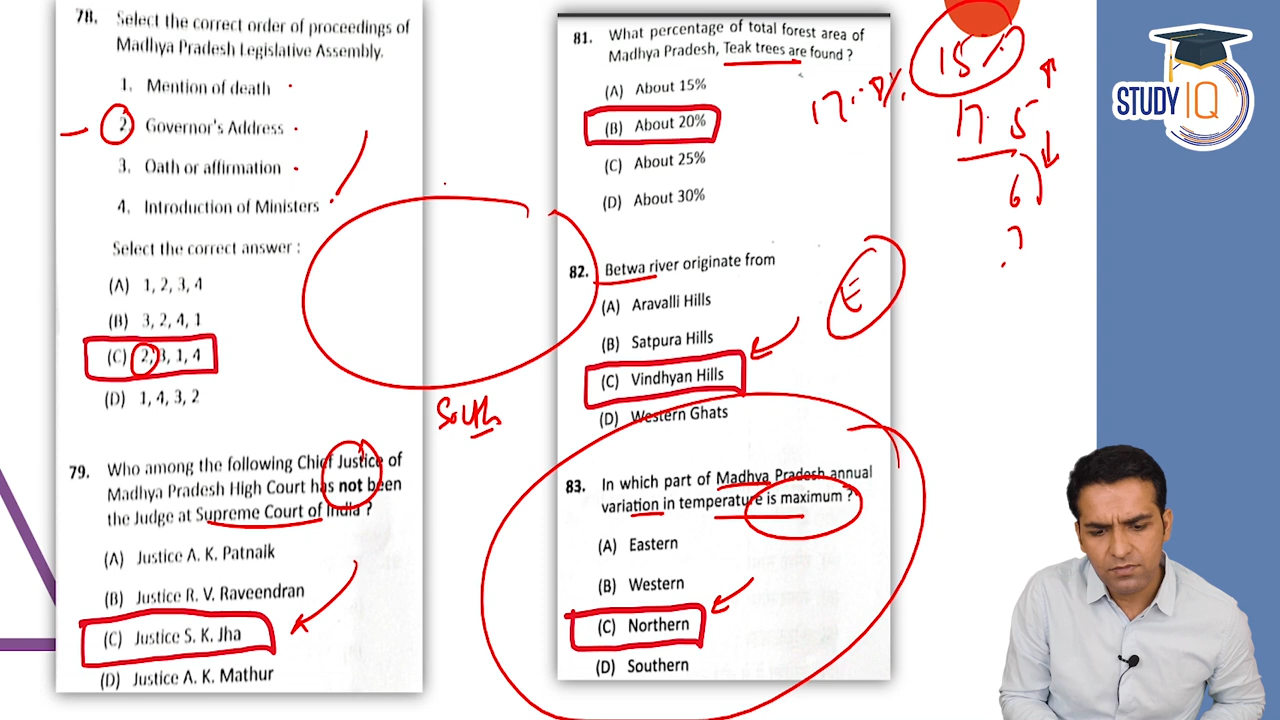 78. Select the correct order of proceedings of
Madhya Pradesh Legislative Assembly.
1. Mention of death
2. Governor's Address
3. Oath or affirmation
4. Introduction of Ministers
Select the correct answer :
(A) 1, 2, 3, 4
(B) 3, 2, 4, 1
(C) 2, 3, 1, 4
(D) 1, 4, 3, 2
79. Who among the following Chief Justice of
Madhya Pradesh High Court has not been
the Judge at Supreme Court of India ?
(A) Justice A. K. Patnaik
(B) Justice R. V. Raveendran
(C) Justice S. K. Jha
(D) Justice A. K. Mathur
South
81. What percentage of total forest area of
Madhya Pradesh, Teak trees are found ?
(A) About 15%
(B) About 20%
(C) About 25%
(D) About 30%
82. Betwa river originate from
(A) Aravalli Hills
(B) Satpura Hills
(C) Vindhyan Hills
(D) Western Ghats
83. In which part of Madhya Pradesh annual
variation in temperature is maximum ?
(A) Eastern
(B) Western
(C) Northern
(D) Southern
15%
17.5
6
?
E
STUDY IQ